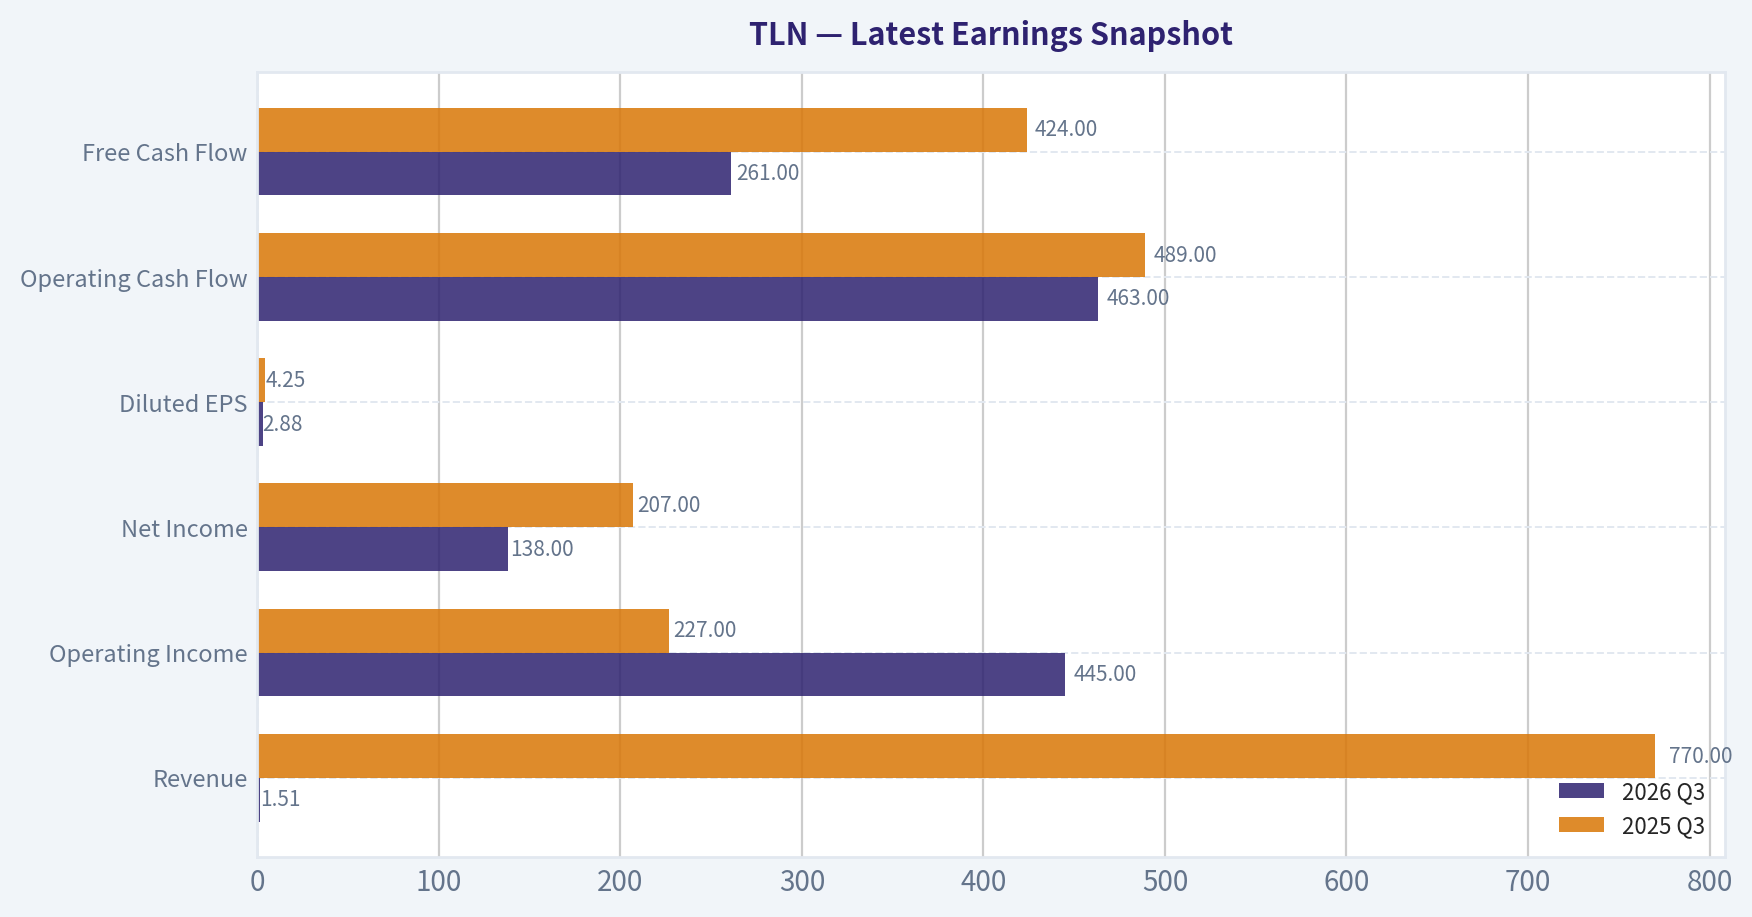 TLN — Latest Earnings Snapshot
Free Cash Flow
424.00
261.00
Operating Cash Flow
489.00
463.00
Diluted EPS
4.25
2.88
Net Income
207.00
138.00
Operating Income
227.00
445.00
Revenue
770.00
1.51
2026 Q3
2025 Q3
0 100 200 300 400 500 600 700 800